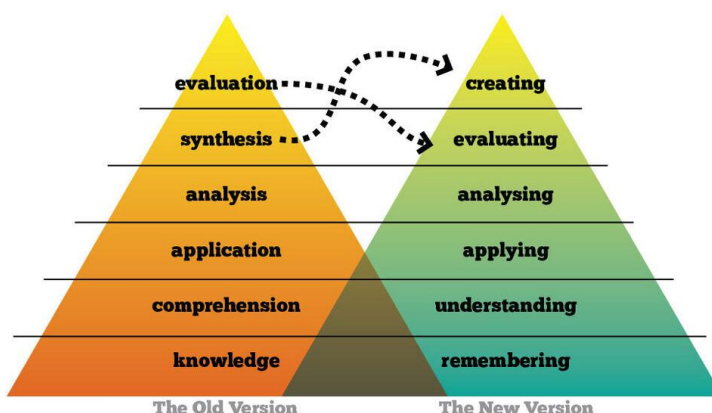 evaluation creating
synthesis evaluating
analysis analysing
application applying
comprehension understanding
knowledge remembering
The Old Version The New Version